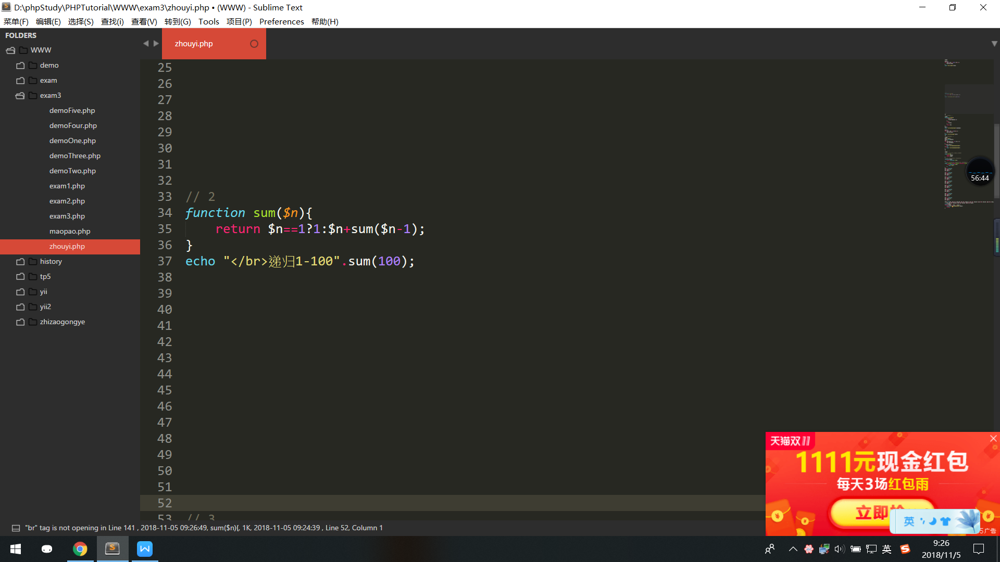 D:\phpStudy\PHPTutorial\WWW\exam3\zhouyi.php • (WWW) - Sublime Text
菜单(F) 编辑(E) 选择(S) 查找(i) 查看(V) 转到(G) Tools 项目(P) Preferences 帮助(H)
FOLDERS
WWW
demo
exam
exam3
demoFive.php
demoFour.php
demoOne.php
demoThree.php
demoTwo.php
exam1.php
exam2.php
exam3.php
maopao.php
zhouyi.php
history
tp5
yii
yii2
zhizaogongye
zhouyi.php
25
26
27
28
29
30
31
32
33 // 2
34 function sum($n){
35 return $n==1?1:$n+sum($n-1);
36 }
37 echo "</br>递归1-100".sum(100);
38
39
40
41
42
43
44
45
46
47
48
49
50
51
52
53 // 3
56:44
天猫双11
1111元现金红包
每天3场红包雨
立即
英
广告
"br" tag is not opening in Line 141 , 2018-11-05 09:26:49, sum($n){, 1K, 2018-11-05 09:24:39 , Line 52, Column 1
英
9:26
2018/11/5